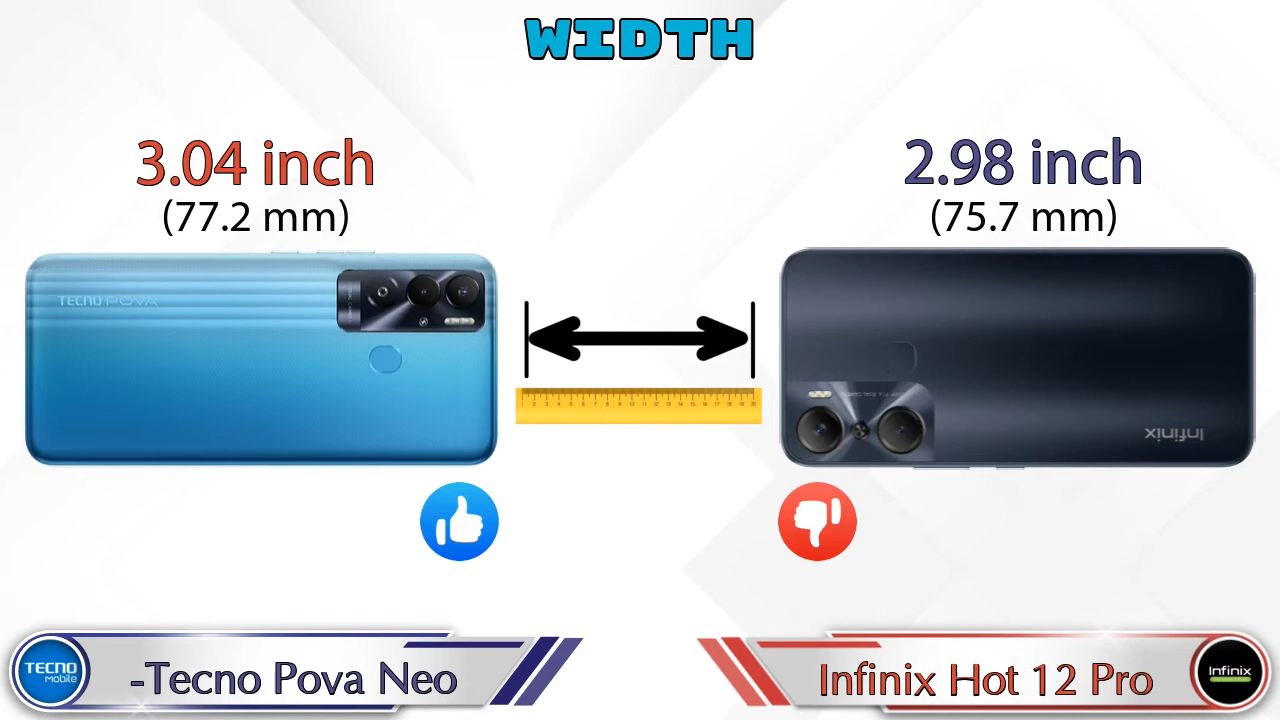 WIDTH
3.04 inch
(77.2 mm)
2.98 inch
(75.7 mm)
TECNO POVA
Infinix
TECNO
mobile
-Tecno Pova Neo
Infinix Hot 12 Pro
Infinix